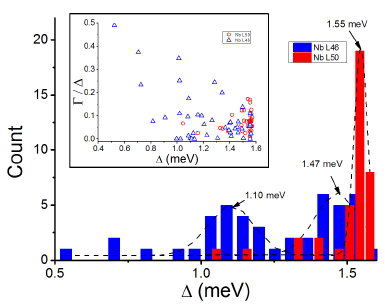 1.55 meV
Nb L46
Nb L50
Γ / Δ
0.5
0.4
0.3
0.2
0.1
0.0
Nb L50
Nb L46
0.4 0.6 0.8 1.0 1.2 1.4 1.6
Δ (meV)
1.47 meV
1.10 meV
Count
20
15
10
5
0
0.5 1.0 1.5
Δ (meV)